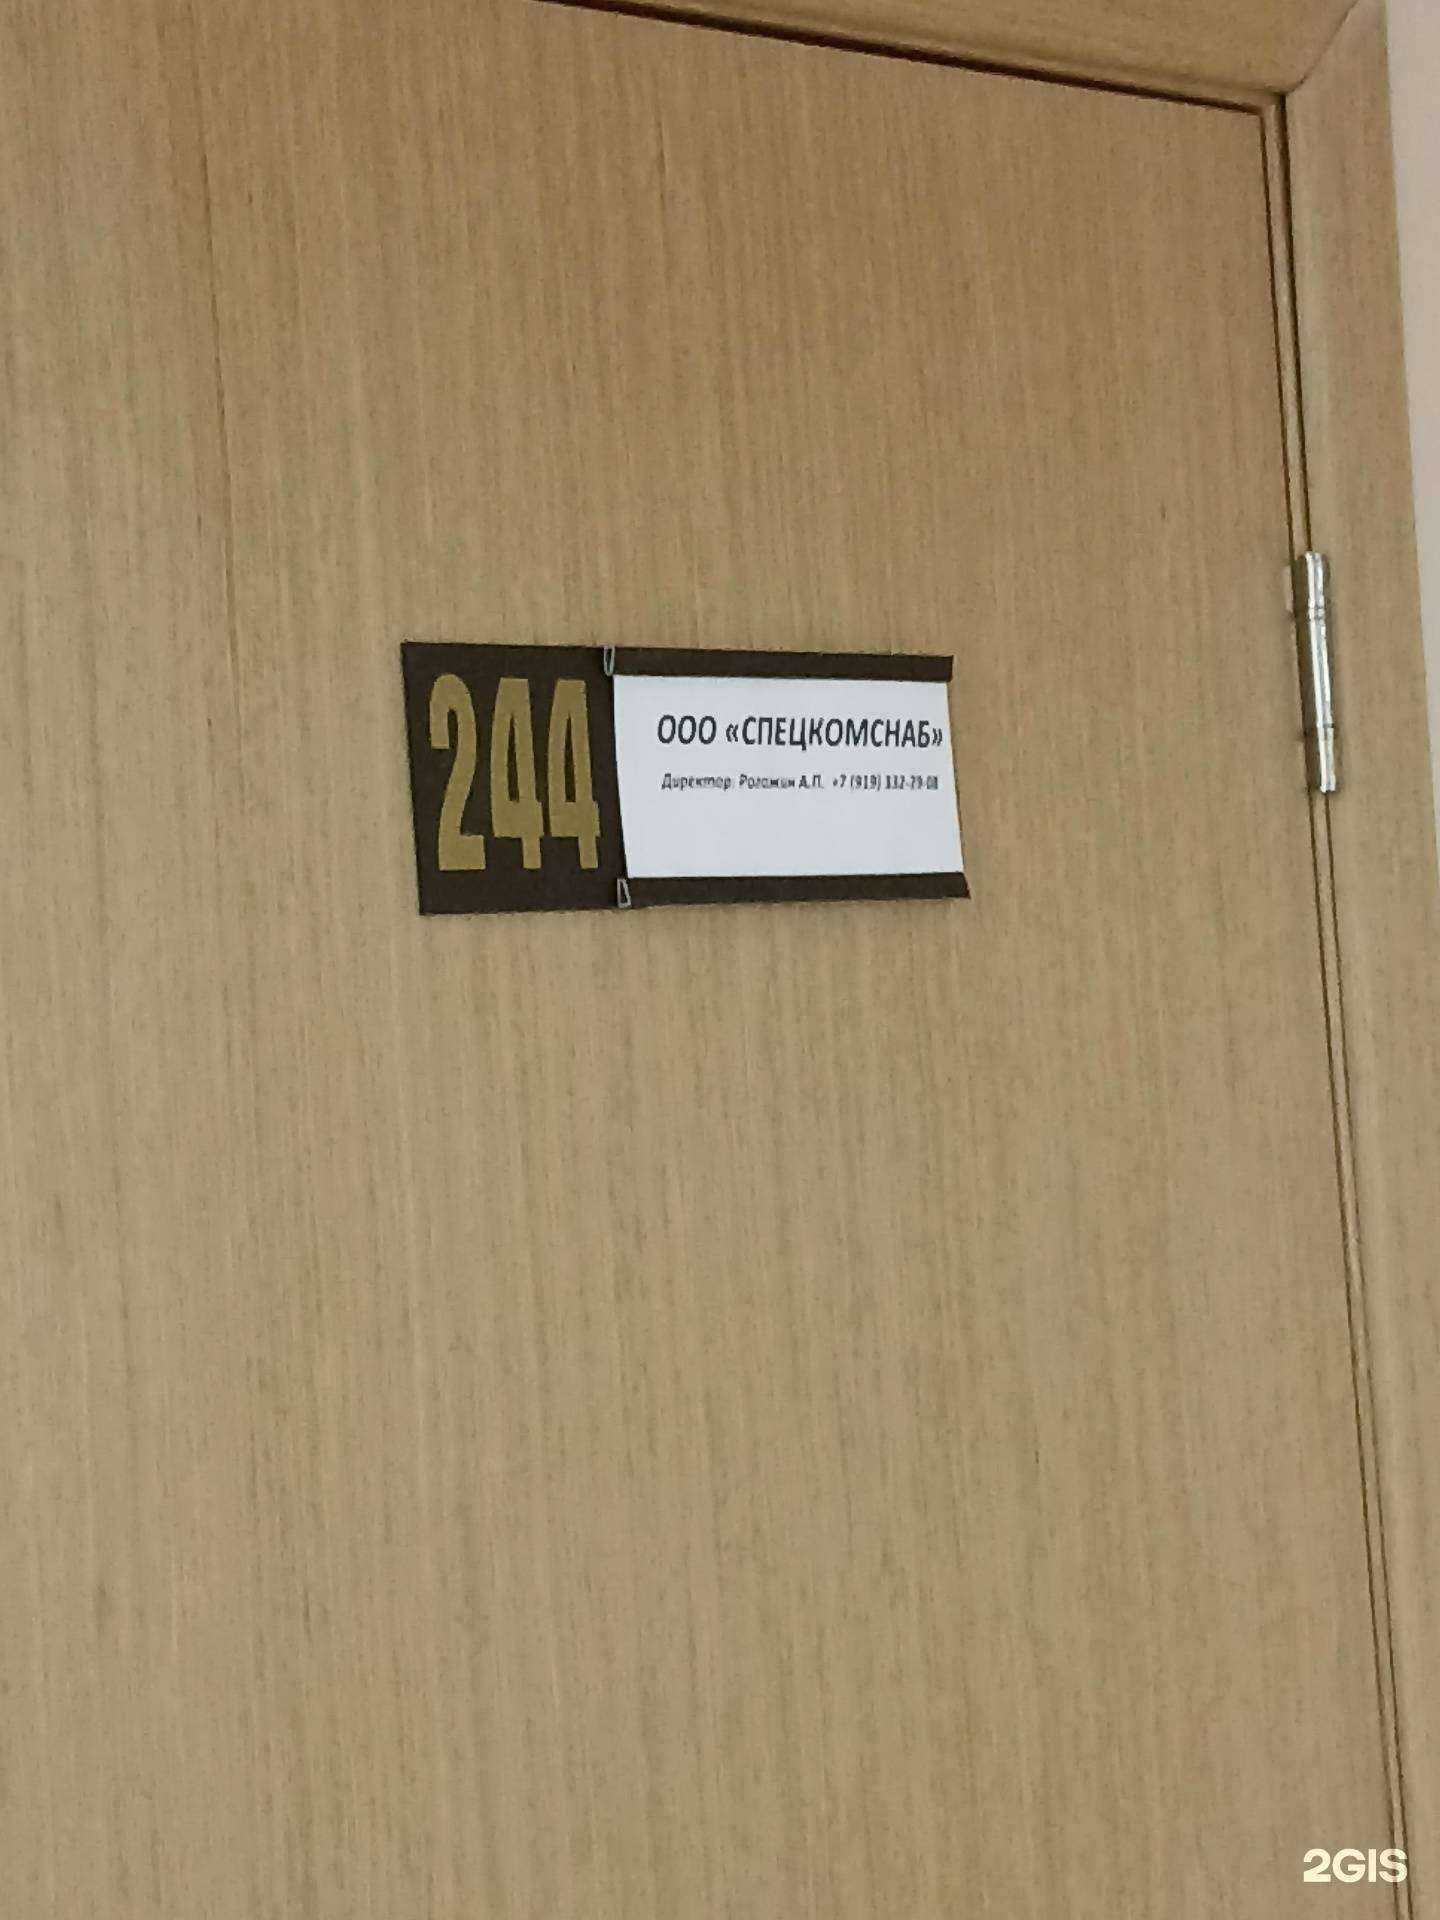 244
ООО «СПЕЦКОМСНАБ»
Директор: Рогожин А.П. +7 (919) 332-29-08
2GIS